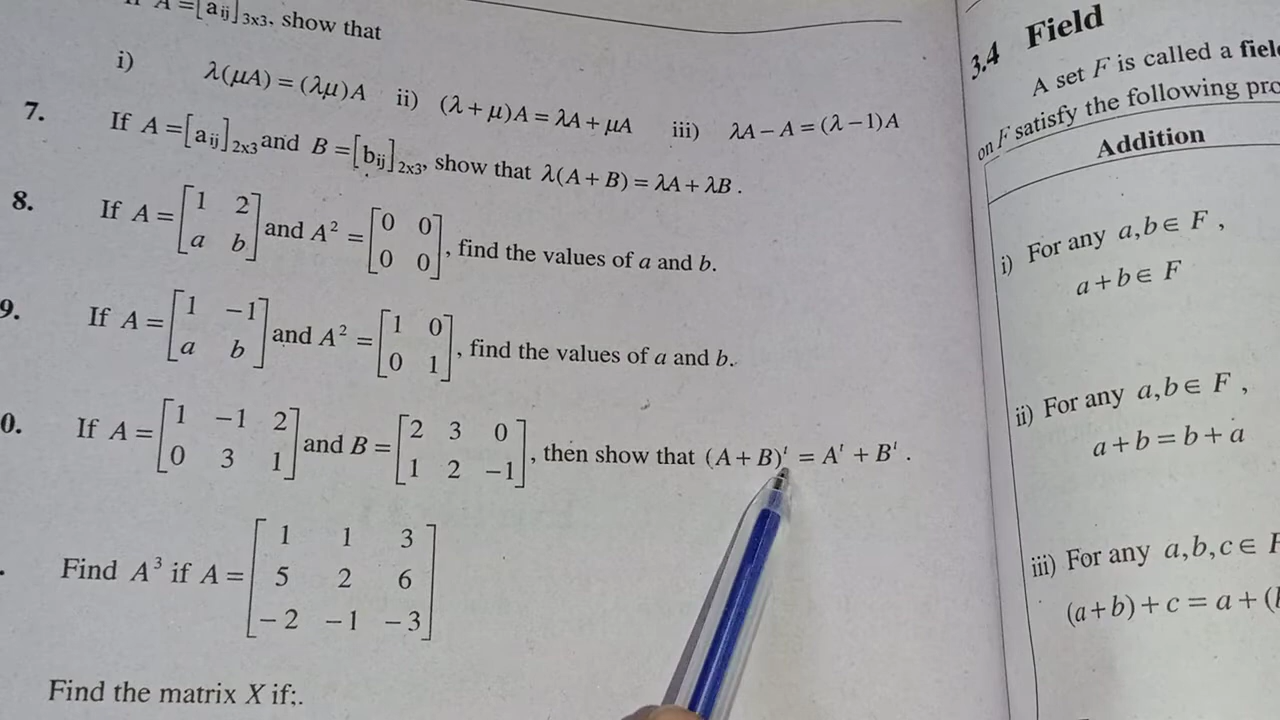 If A =[aij]3x3, show that
i) λ(μA) = (λμ)A ii) (λ + μ)A = λA + μA iii) λA − A = (λ −1)A
7. If A =[aij]2x3 and B =[bij]2x3, show that λ(A + B) = λA + λB .
8. If A = [1 2; a b] and A² = [0 0; 0 0], find the values of a and b.
9. If A = [1 −1; a b] and A² = [1 0; 0 1], find the values of a and b.
0. If A = [1 −1 2; 0 3 1] and B = [2 3 0; 1 2 −1], then show that (A + B)ᵗ = Aᵗ + Bᵗ .
. Find A³ if A = [1 1 3; 5 2 6; −2 −1 −3]
Find the matrix X if;.
3.4 Field
A set F is called a
on F satisfy the following
Addition
i) For any a,b ∈ F ,
a + b ∈ F
ii) For any a,b ∈ F ,
a + b = b + a
iii) For any a,b,c ∈ F
(a+b) + c = a + (